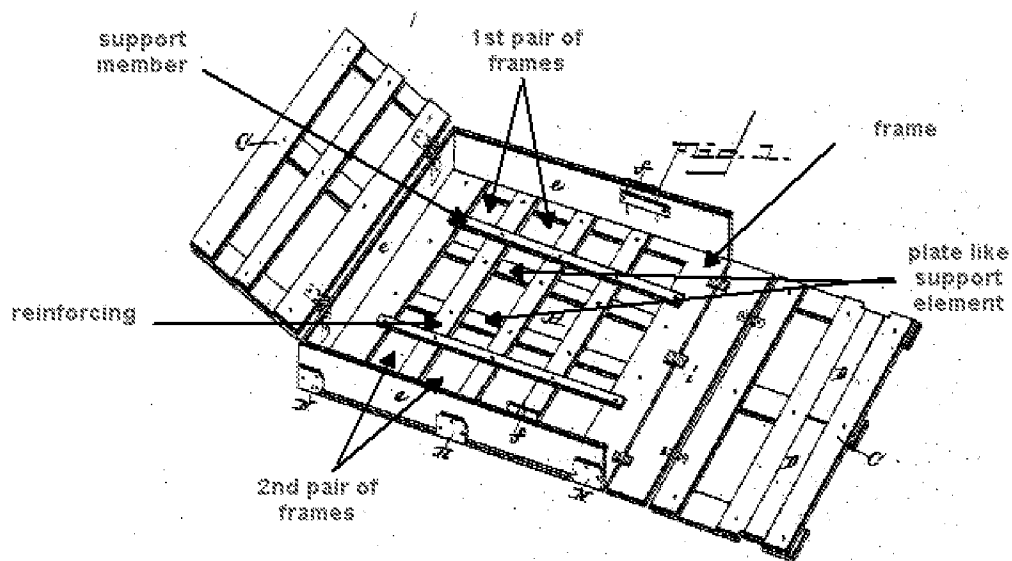 support
member
1st pair of
frames
frame
plate like
support
element
reinforcing
2nd pair of
frames
C
e
f
e
e
f
i
C